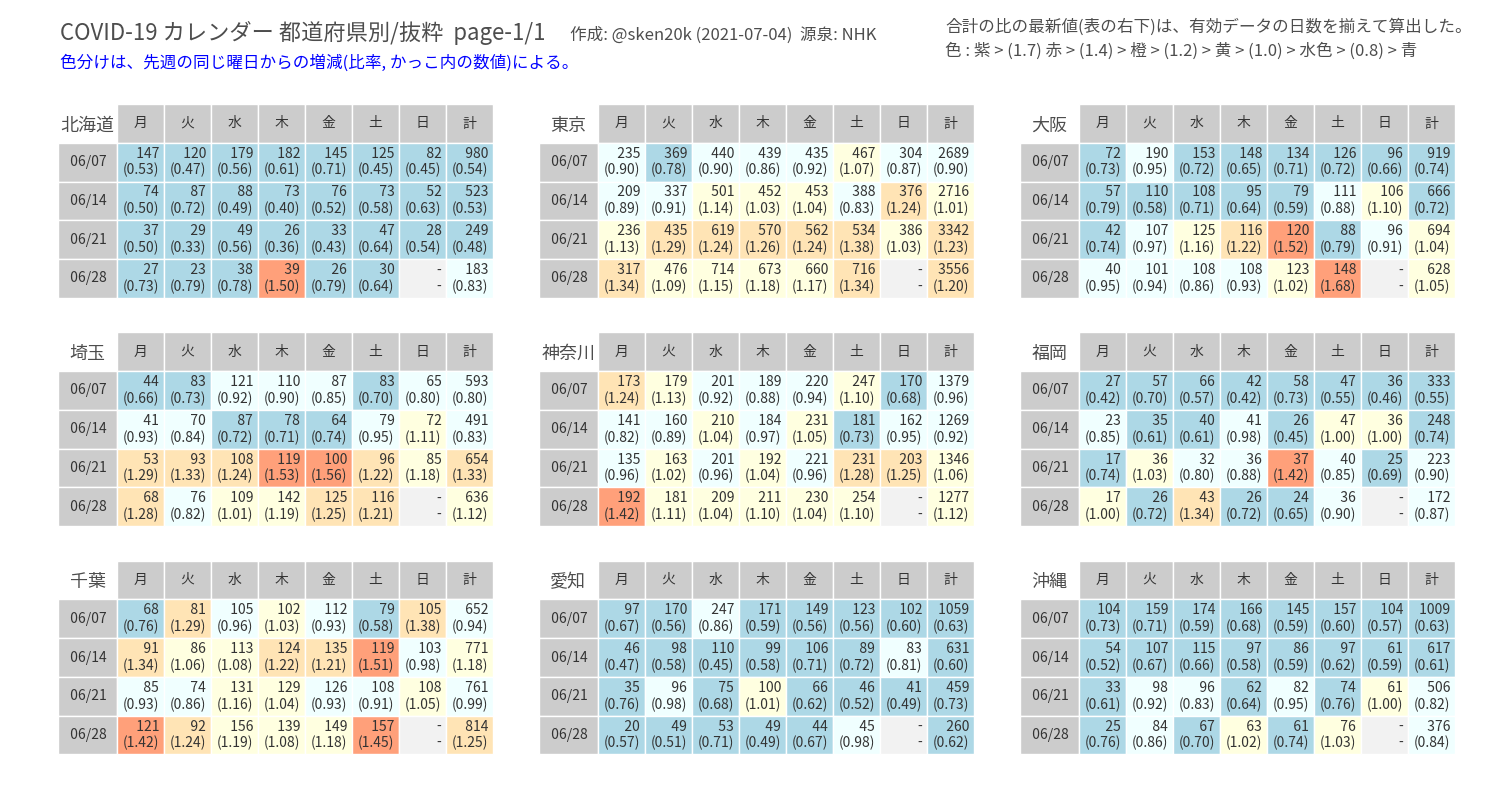 COVID-19 カレンダー 都道府県別/抜粋 page-1/1 作成: @sken20k (2021-07-04) 源泉: NHK
合計の比の最新値(表の右下)は、有効データの日数を揃えて算出した。
色分けは、先週の同じ曜日からの増減(比率, かっこ内の数値)による。
色 : 紫 > (1.7) 赤 > (1.4) > 橙 > (1.2) > 黄 > (1.0) > 水色 > (0.8) > 青
北海道 月 火 水 木 金 土 日 計
06/07 147 120 179 182 145 125 82 980
(0.53) (0.47) (0.56) (0.61) (0.71) (0.45) (0.45) (0.54)
06/14 74 87 88 73 76 73 52 523
(0.50) (0.72) (0.49) (0.40) (0.52) (0.58) (0.63) (0.53)
06/21 37 29 49 26 33 47 28 249
(0.50) (0.33) (0.56) (0.36) (0.43) (0.64) (0.54) (0.48)
06/28 27 23 38 39 26 30 - 183
(0.73) (0.79) (0.78) (1.50) (0.79) (0.64) - (0.83)
東京 月 火 水 木 金 土 日 計
06/07 235 369 440 439 435 467 304 2689
(0.90) (0.78) (0.90) (0.86) (0.92) (1.07) (0.87) (0.90)
06/14 209 337 501 452 453 388 376 2716
(0.89) (0.91) (1.14) (1.03) (1.04) (0.83) (1.24) (1.01)
06/21 236 435 619 570 562 534 386 3342
(1.13) (1.29) (1.24) (1.26) (1.24) (1.38) (1.03) (1.23)
06/28 317 476 714 673 660 716 - 3556
(1.34) (1.09) (1.15) (1.18) (1.17) (1.34) - (1.20)
大阪 月 火 水 木 金 土 日 計
06/07 72 190 153 148 134 126 96 919
(0.73) (0.95) (0.72) (0.65) (0.71) (0.72) (0.66) (0.74)
06/14 57 110 108 95 79 111 106 666
(0.79) (0.58) (0.71) (0.64) (0.59) (0.88) (1.10) (0.72)
06/21 42 107 125 116 120 88 96 694
(0.74) (0.97) (1.16) (1.22) (1.52) (0.79) (0.91) (1.04)
06/28 40 101 108 108 123 148 - 628
(0.95) (0.94) (0.86) (0.93) (1.02) (1.68) - (1.05)
埼玉 月 火 水 木 金 土 日 計
06/07 44 83 121 110 87 83 65 593
(0.66) (0.73) (0.92) (0.90) (0.85) (0.70) (0.80) (0.80)
06/14 41 70 87 78 64 79 72 491
(0.93) (0.84) (0.72) (0.71) (0.74) (0.95) (1.11) (0.83)
06/21 53 93 108 119 100 96 85 654
(1.29) (1.33) (1.24) (1.53) (1.56) (1.22) (1.18) (1.33)
06/28 68 76 109 142 125 116 - 636
(1.28) (0.82) (1.01) (1.19) (1.25) (1.21) - (1.12)
神奈川 月 火 水 木 金 土 日 計
06/07 173 179 201 189 220 247 170 1379
(1.24) (1.13) (0.92) (0.88) (0.94) (1.10) (0.68) (0.96)
06/14 141 160 210 184 231 181 162 1269
(0.82) (0.89) (1.04) (0.97) (1.05) (0.73) (0.95) (0.92)
06/21 135 163 201 192 221 231 203 1346
(0.96) (1.02) (0.96) (1.04) (0.96) (1.28) (1.25) (1.06)
06/28 192 181 209 211 230 254 - 1277
(1.42) (1.11) (1.04) (1.10) (1.04) (1.10) - (1.12)
福岡 月 火 水 木 金 土 日 計
06/07 27 57 66 42 58 47 36 333
(0.42) (0.70) (0.57) (0.42) (0.73) (0.55) (0.46) (0.55)
06/14 23 35 40 41 26 47 36 248
(0.85) (0.61) (0.61) (0.98) (0.45) (1.00) (1.00) (0.74)
06/21 17 36 32 36 37 40 25 223
(0.74) (1.03) (0.80) (0.88) (1.42) (0.85) (0.69) (0.90)
06/28 17 26 43 26 24 36 - 172
(1.00) (0.72) (1.34) (0.72) (0.65) (0.90) - (0.87)
千葉 月 火 水 木 金 土 日 計
06/07 68 81 105 102 112 79 105 652
(0.76) (1.29) (0.96) (1.03) (0.93) (0.58) (1.38) (0.94)
06/14 91 86 113 124 135 119 103 771
(1.34) (1.06) (1.08) (1.22) (1.21) (1.51) (0.98) (1.18)
06/21 85 74 131 129 126 108 108 761
(0.93) (0.86) (1.16) (1.04) (0.93) (0.91) (1.05) (0.99)
06/28 121 92 156 139 149 157 - 814
(1.42) (1.24) (1.19) (1.08) (1.18) (1.45) - (1.25)
愛知 月 火 水 木 金 土 日 計
06/07 97 170 247 171 149 123 102 1059
(0.67) (0.56) (0.86) (0.59) (0.56) (0.56) (0.60) (0.63)
06/14 46 98 110 99 106 89 83 631
(0.47) (0.58) (0.45) (0.58) (0.71) (0.72) (0.81) (0.60)
06/21 35 96 75 100 66 46 41 459
(0.76) (0.98) (0.68) (1.01) (0.62) (0.52) (0.49) (0.73)
06/28 20 49 53 49 44 45 - 260
(0.57) (0.51) (0.71) (0.49) (0.67) (0.98) - (0.62)
沖縄 月 火 水 木 金 土 日 計
06/07 104 159 174 166 145 157 104 1009
(0.73) (0.71) (0.59) (0.68) (0.59) (0.60) (0.57) (0.63)
06/14 54 107 115 97 86 97 61 617
(0.52) (0.67) (0.66) (0.58) (0.59) (0.62) (0.59) (0.61)
06/21 33 98 96 62 82 74 61 506
(0.61) (0.92) (0.83) (0.64) (0.95) (0.76) (1.00) (0.82)
06/28 25 84 67 63 61 76 - 376
(0.76) (0.86) (0.70) (1.02) (0.74) (1.03) - (0.84)